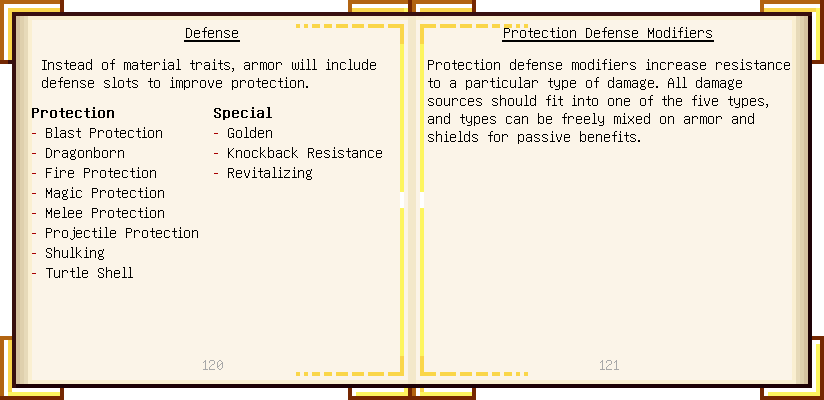 Defense
Instead of material traits, armor will include
defense slots to improve protection.
Protection
- Blast Protection
- Dragonborn
- Fire Protection
- Magic Protection
- Melee Protection
- Projectile Protection
- Shulking
- Turtle Shell
Special
- Golden
- Knockback Resistance
- Revitalizing
120
Protection Defense Modifiers
Protection defense modifiers increase resistance
to a particular type of damage. All damage
sources should fit into one of the five types,
and types can be freely mixed on armor and
shields for passive benefits.
121